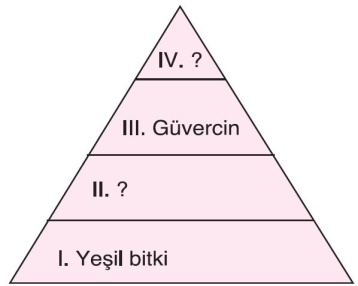 IV. ?
III. Güvercin
II. ?
I. Yeşil bitki